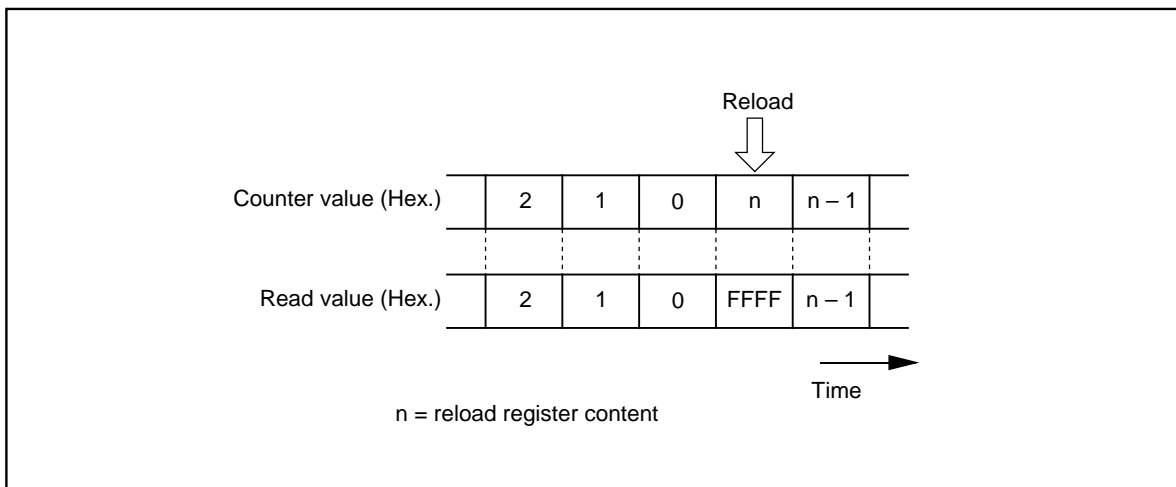 Reload
Counter value (Hex.) 2 1 0 n n – 1
Read value (Hex.) 2 1 0 FFFF n – 1
Time
n = reload register content